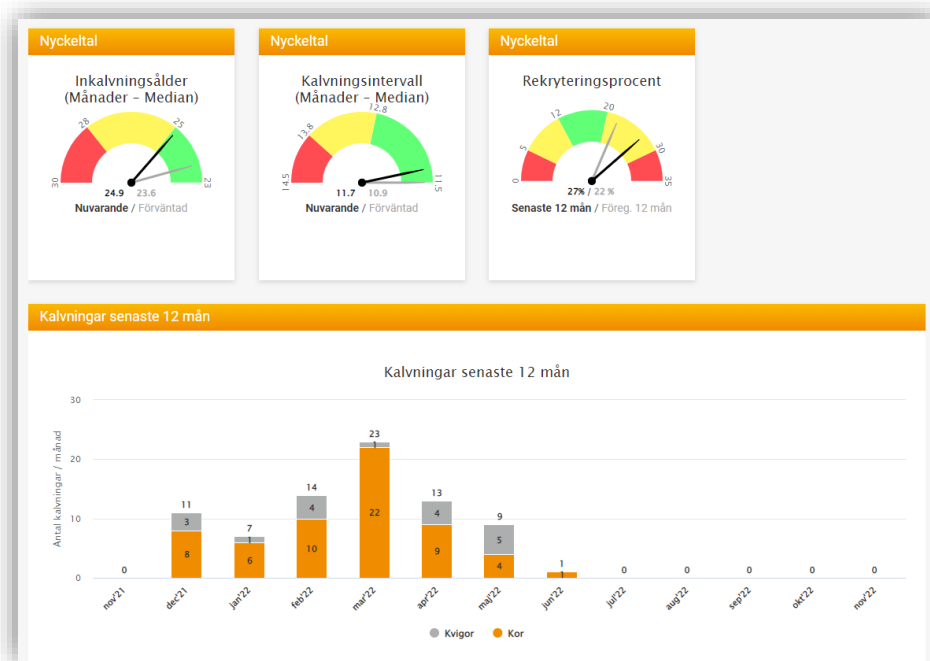 Nyckeltal
Inkalvningsålder
(Månader – Median)
30
28
25
23
24.9 23.6
Nuvarande / Förväntad
Nyckeltal
Kalvningsintervall
(Månader – Median)
14.5
13.8
12.8
11.5
11.7 10.9
Nuvarande / Förväntad
Nyckeltal
Rekryteringsprocent
0
5
12
20
30
35
27% / 22 %
Senaste 12 mån / Föreg. 12 mån
Kalvningar senaste 12 mån
Kalvningar senaste 12 mån
Antal kalvningar / månad
30
20
10
0
0
11
3
8
7
1
6
14
4
10
23
1
22
13
4
9
9
5
4
1
1
0
0
0
0
0
nov'21
dec'21
jan'22
feb'22
mar'22
apr'22
maj'22
jun'22
jul'22
aug'22
sep'22
okt'22
nov'22
Kvigor Kor